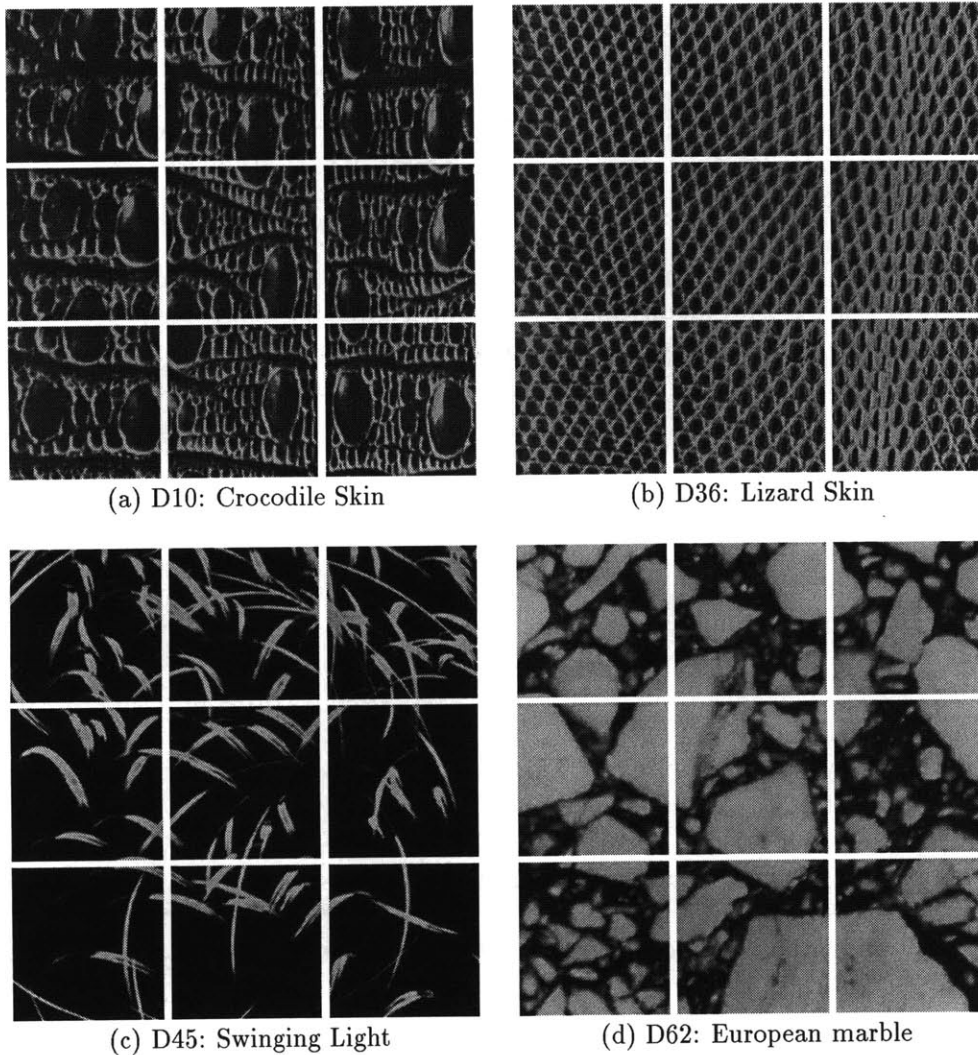 (a) D10: Crocodile Skin
(b) D36: Lizard Skin
(c) D45: Swinging Light
(d) D62: European marble